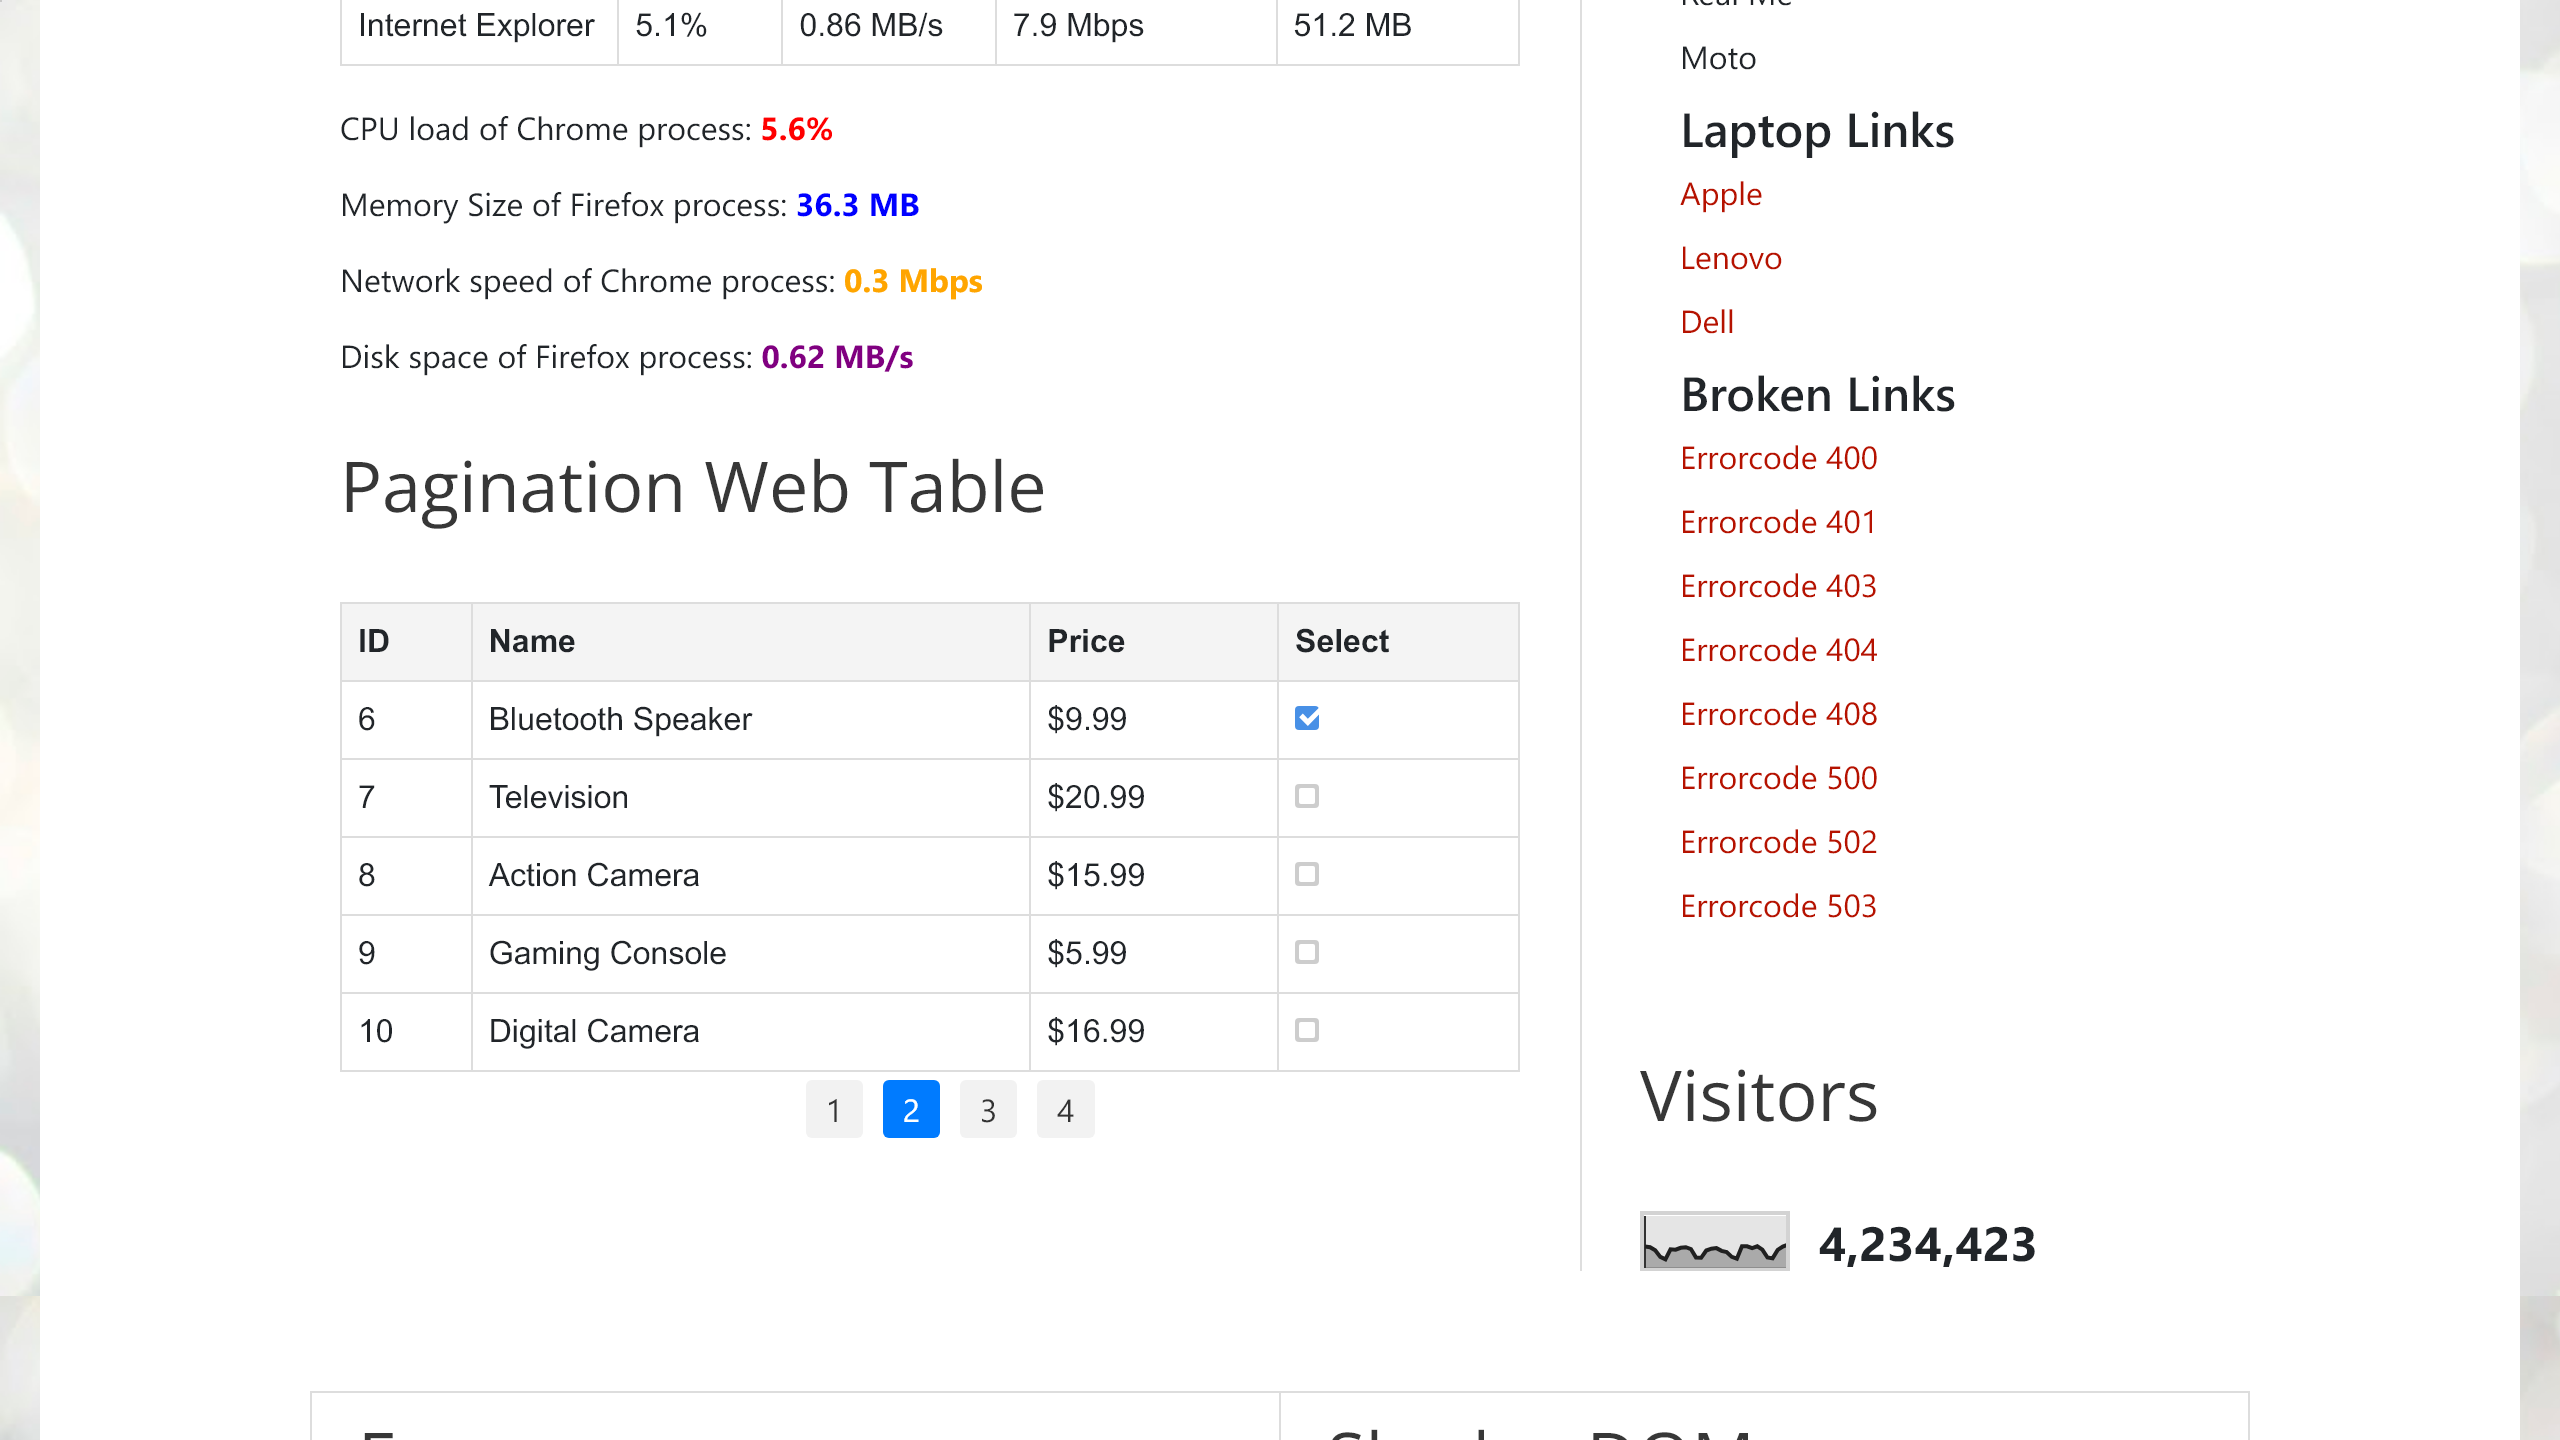 Internet Explorer 5.1% 0.86 MB/s 7.9 Mbps 51.2 MB
CPU load of Chrome process: 5.6%
Memory Size of Firefox process: 36.3 MB
Network speed of Chrome process: 0.3 Mbps
Disk space of Firefox process: 0.62 MB/s
Pagination Web Table
ID Name Price Select
6 Bluetooth Speaker $9.99
7 Television $20.99
8 Action Camera $15.99
9 Gaming Console $5.99
10 Digital Camera $16.99
1 2 3 4
Moto
Laptop Links
Apple
Lenovo
Dell
Broken Links
Errorcode 400
Errorcode 401
Errorcode 403
Errorcode 404
Errorcode 408
Errorcode 500
Errorcode 502
Errorcode 503
Visitors
4,234,423